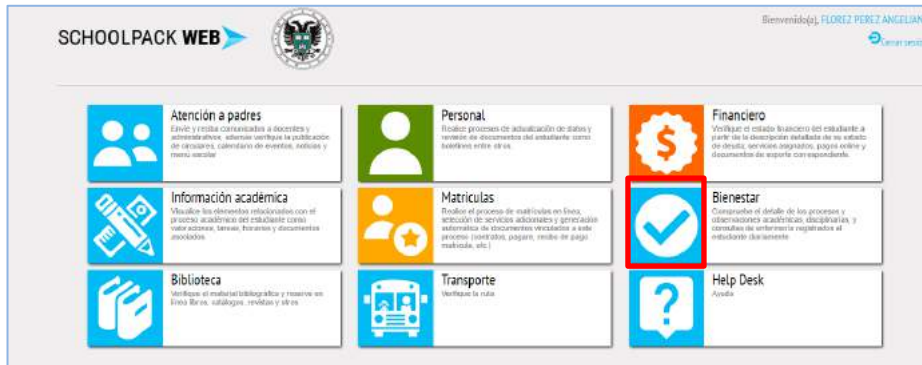 Bienvenido(a), FLOREZ PEREZ ANGELIAN
SCHOOLPACK WEB
Cerrar sesió
Atención a padres
Envíe y reciba comunicados a docentes y
administrativos, además verifique la publicación
de circulares, calendario de eventos, noticias y
menú escolar
Personal
Realice procesos de actualización de datos y
revisión de documentos del estudiante como
boletines entre otros.
Financiero
Verifique el estado financiero del estudiante a
partir de la descripción detallada de su estado
de deuda, servicios asignados, pagos online y
documentos de soporte correspondiente.
Información académica
Visualice los elementos relacionados con el
proceso académico del estudiante como
valoraciones, tareas, horarios y documentos
asociados.
Matriculas
Realice el proceso de matrículas en línea,
selección de servicios adicionales y generación
automática de documentos vinculados a este
proceso (contratos, pagare, recibo de pago
matricula, etc.)
Bienestar
Compruebe el detalle de los procesos y
observaciones académicas, disciplinarias, y
consultas de enfermería registradas al
estudiante diariamente
Biblioteca
Verifique el material bibliográfico y reserve en
línea libros, catálogos, revistas y otros
Transporte
Verifique la ruta
Help Desk
Ayuda